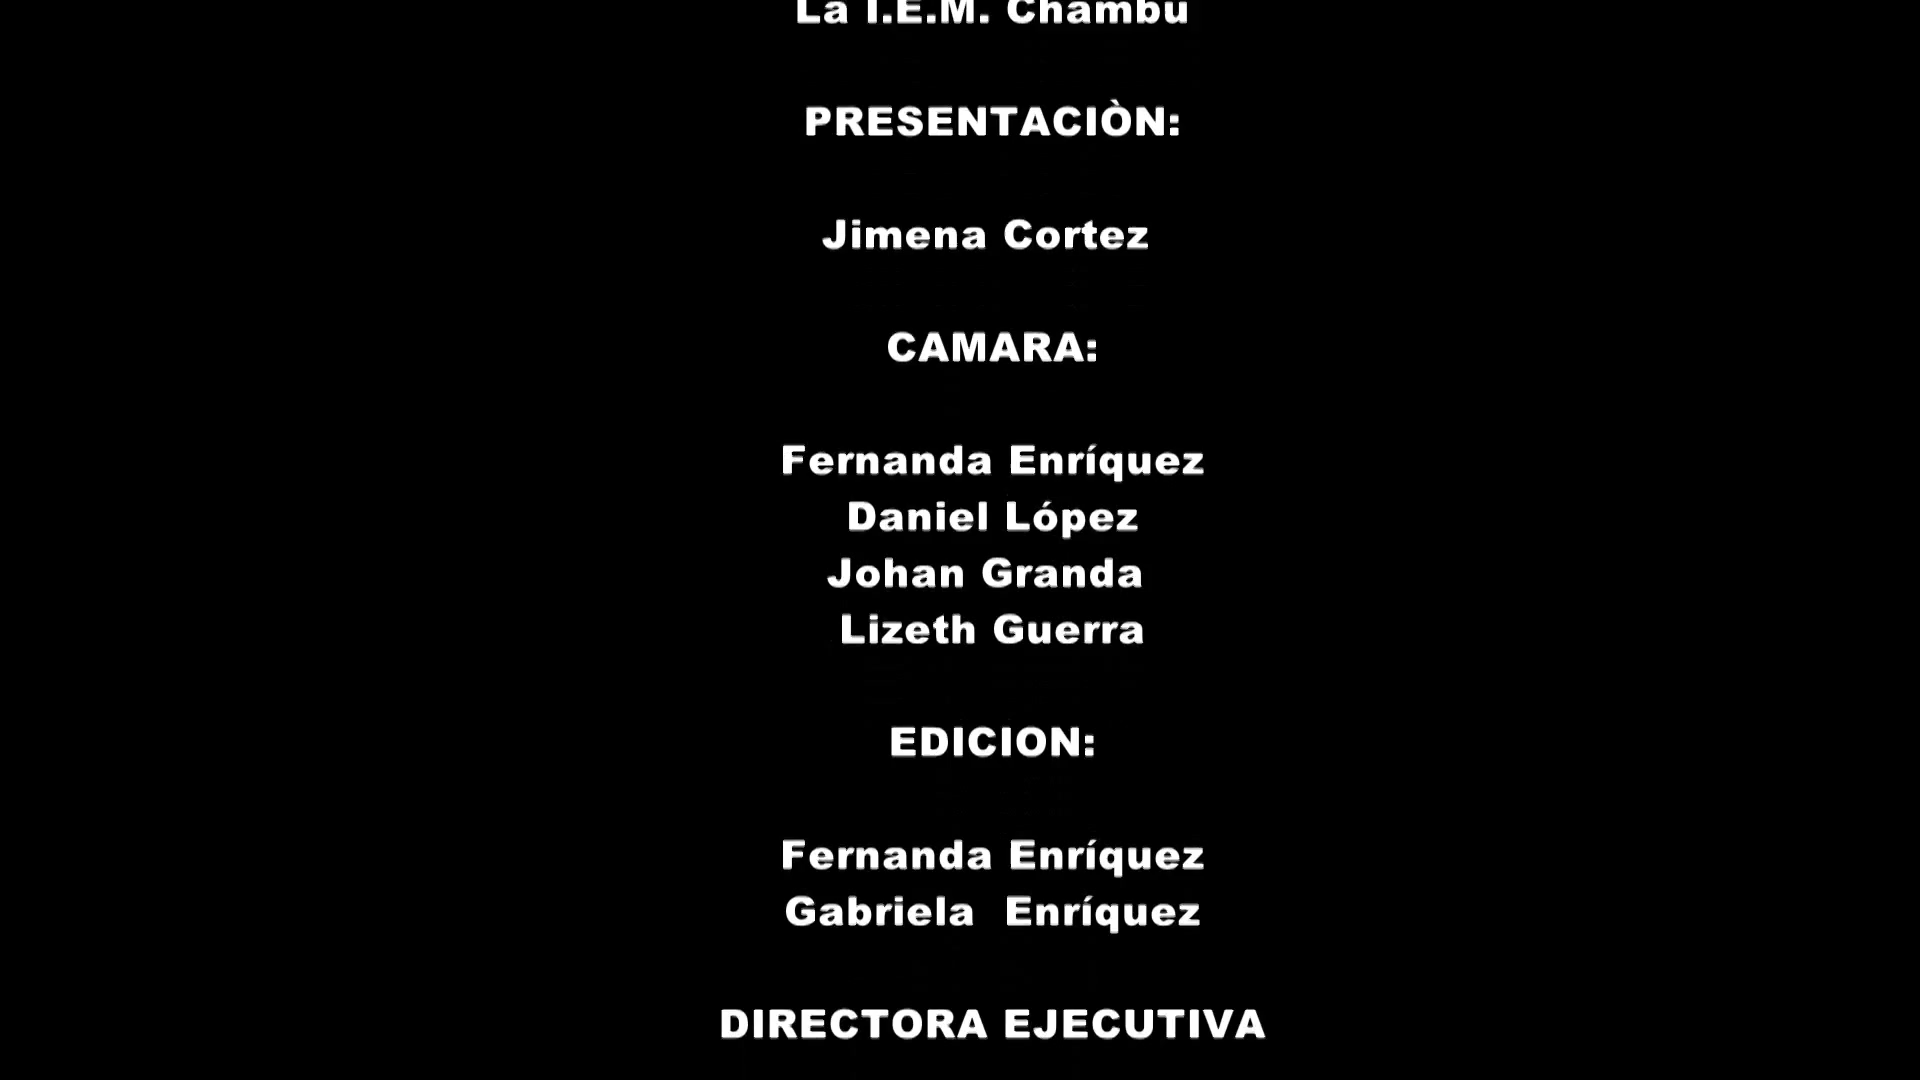 La I.E.M. Chambu
PRESENTACIÒN:
Jimena Cortez
CAMARA:
Fernanda Enríquez
Daniel López
Johan Granda
Lizeth Guerra
EDICION:
Fernanda Enríquez
Gabriela  Enríquez
DIRECTORA EJECUTIVA